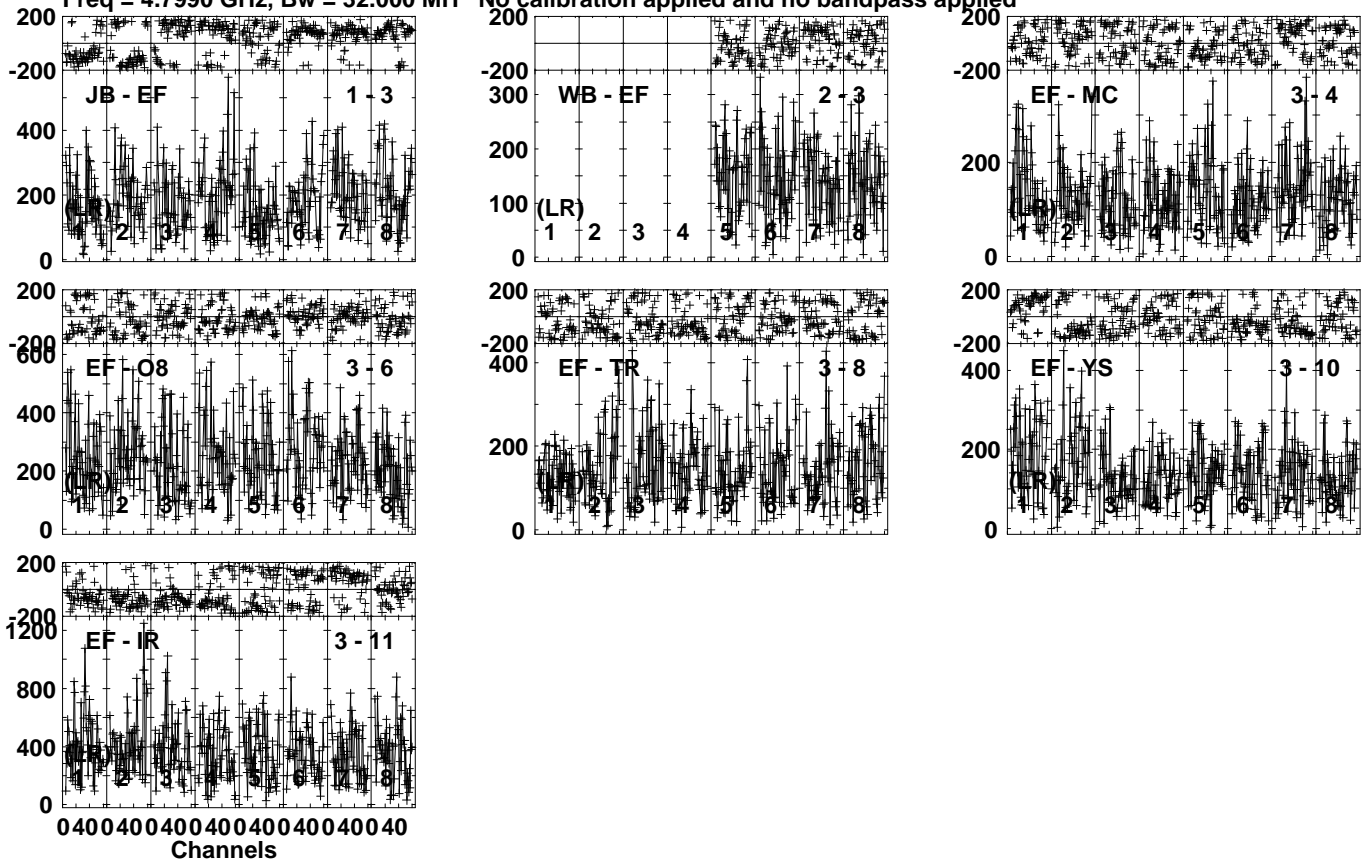 Freq = 4.7990 GHz, Bw = 32.000 MH No calibration applied and no bandpass applied
200
-200
JB - EF 1 - 3
400
200
0
(LR)
1 2 3 4 5 6 7 8
200
-200
WB - EF 2 - 3
300
200
100
0
(LR)
1 2 3 4 5 6 7 8
200
-200
EF - MC 3 - 4
200
0
(LR)
1 2 3 4 5 6 7 8
200
-200
EF - O8 3 - 6
600
400
200
0
(LR)
1 2 3 4 5 6 7 8
200
-200
EF - TR 3 - 8
400
200
0
(LR)
1 2 3 4 5 6 7 8
200
-200
EF - YS 3 - 10
400
200
0
(LR)
1 2 3 4 5 6 7 8
200
-200
EF - IR 3 - 11
1200
800
400
0
(LR)
1 2 3 4 5 6 7 8
0 40 0 40 0 40 0 40 0 40 0 40 0 40 0 40
Channels